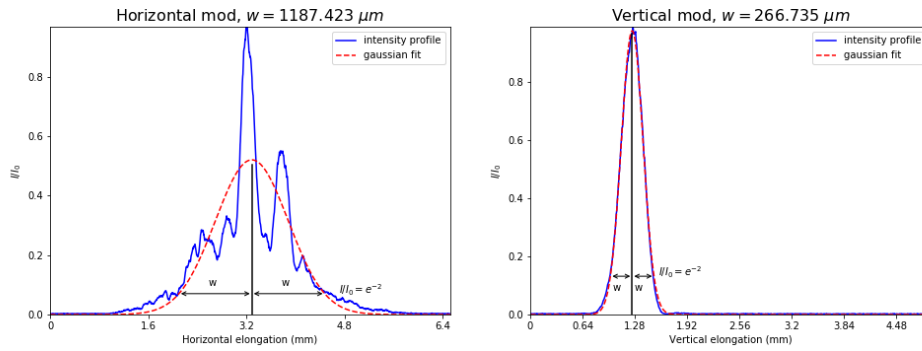 Horizontal mod, w = 1187.423 μm
intensity profile
gaussian fit
I/I₀
0.8
0.6
0.4
0.2
0.0
w
w
I/I₀ = e⁻²
0
1.6
3.2
4.8
6.4
Horizontal elongation (mm)
Vertical mod, w = 266.735 μm
intensity profile
gaussian fit
I/I₀
0.8
0.6
0.4
0.2
0.0
I/I₀ = e⁻²
w
w
0
0.64
1.28
1.92
2.56
3.2
3.84
4.48
Vertical elongation (mm)